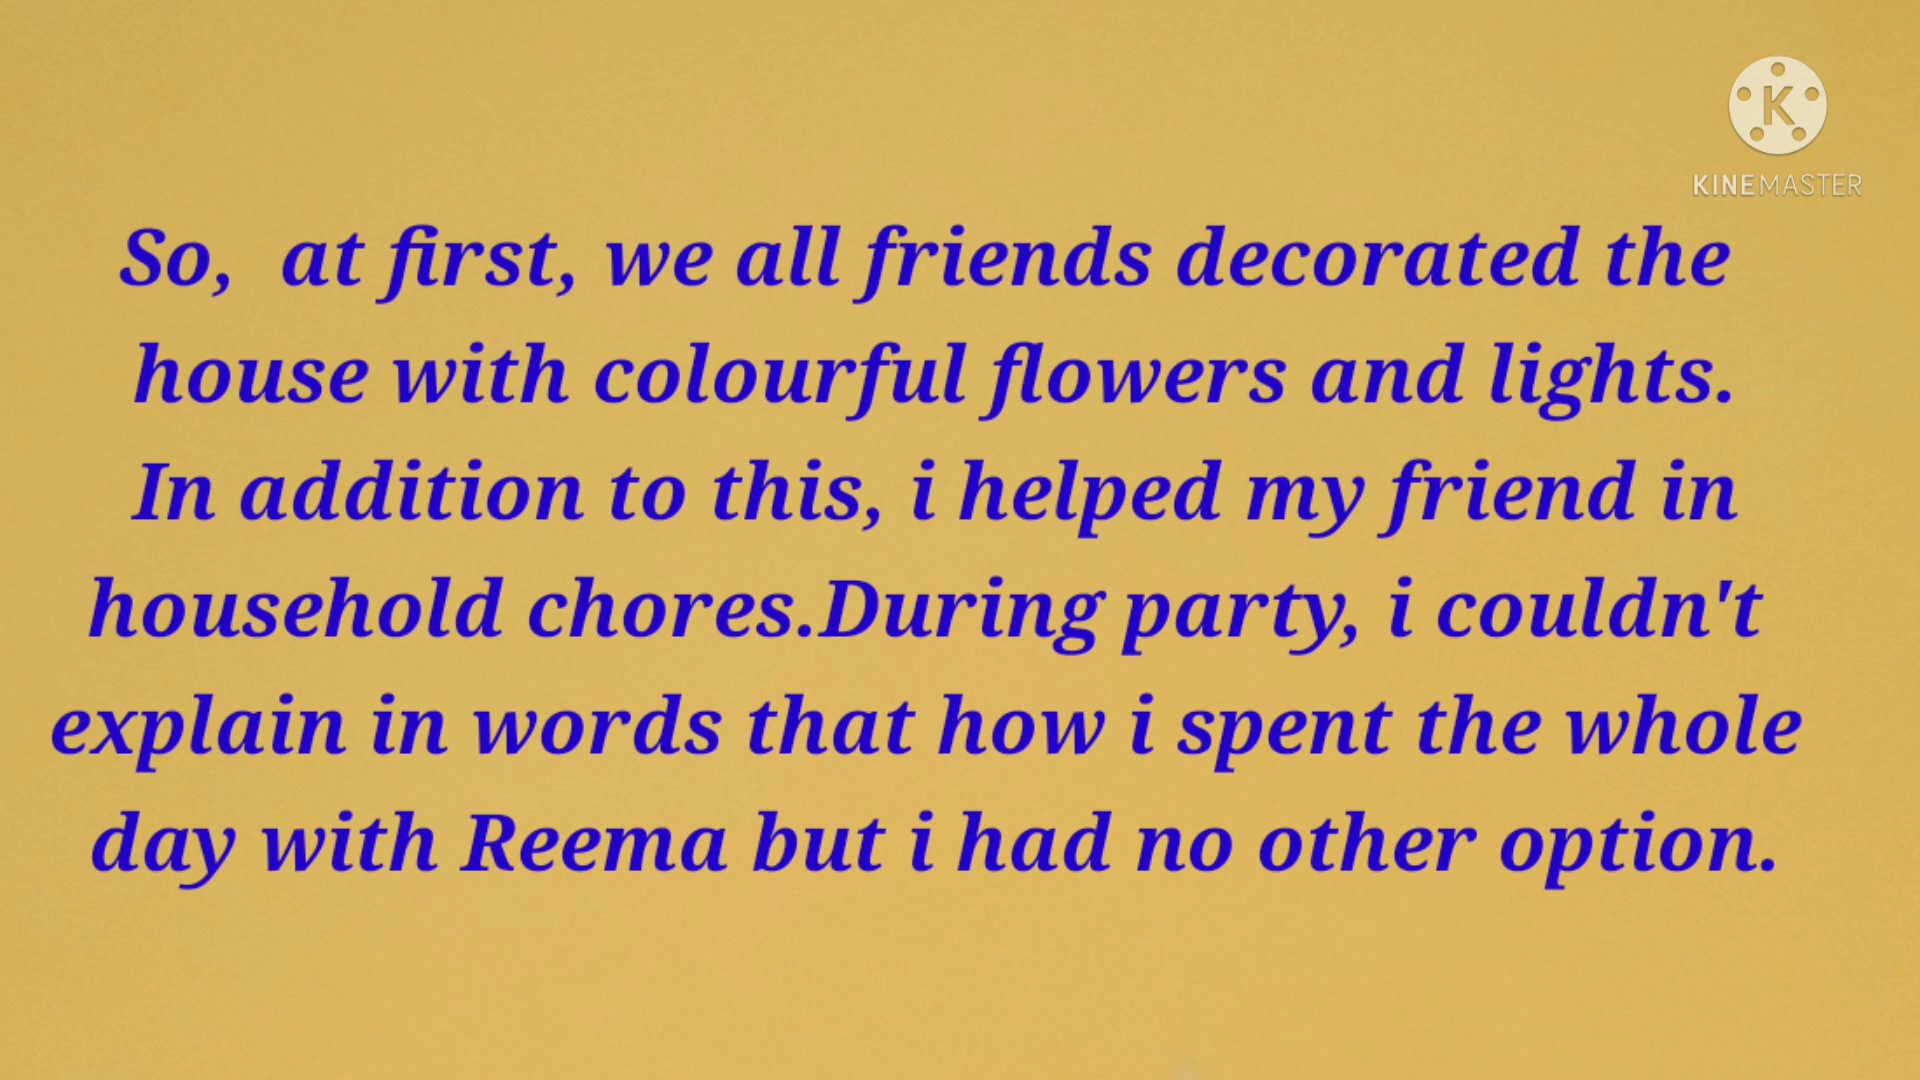 K
KINEMASTER
So,  at first, we all friends decorated the
house with colourful flowers and lights.
In addition to this, i helped my friend in
household chores.During party, i couldn't
explain in words that how i spent the whole
day with Reema but i had no other option.